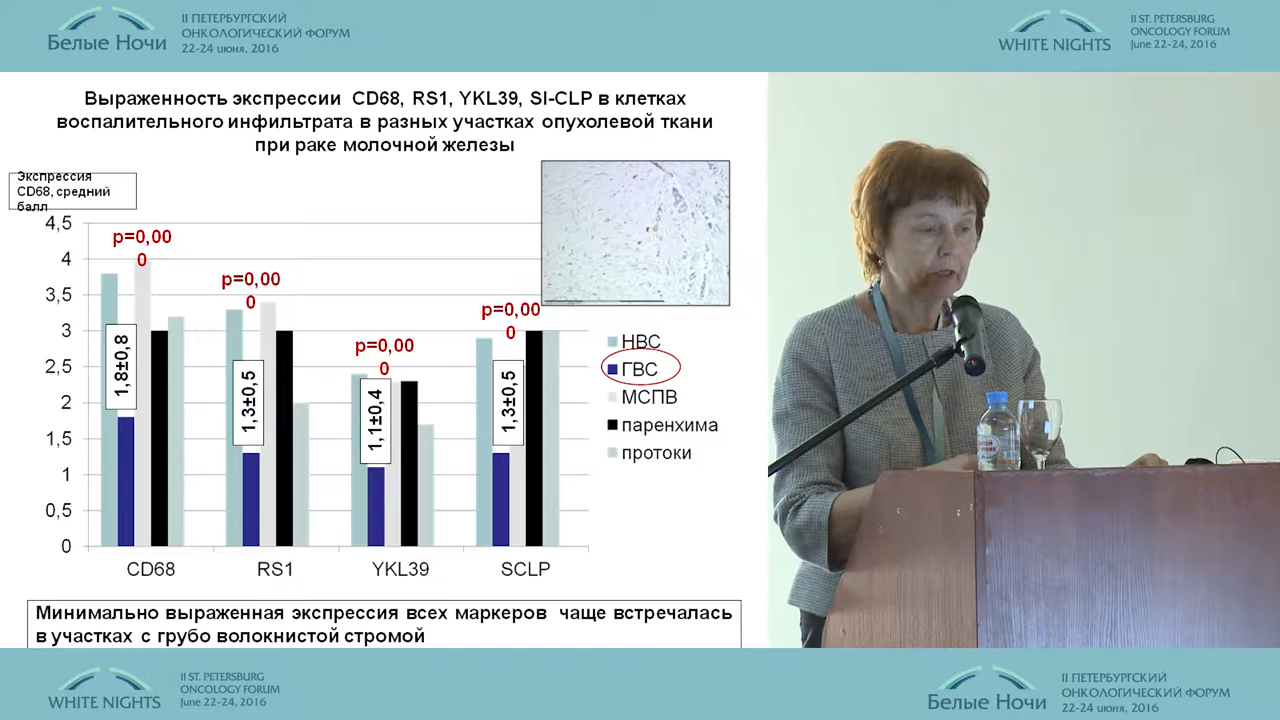 Белые Ночи
II ПЕТЕРБУРГСКИЙ
ОНКОЛОГИЧЕСКИЙ ФОРУМ
22-24 июня, 2016
WHITE NIGHTS
II ST. PETERSBURG
ONCOLOGY FORUM
June 22-24, 2016
Выраженность экспрессии CD68, RS1, YKL39, SI-CLP в клетках
воспалительного инфильтрата в разных участках опухолевой ткани
при раке молочной железы
Экспрессия
CD68, средний
балл
4,5
4
3,5
3
2,5
2
1,5
1
0,5
0
p=0,00
0
p=0,00
0
p=0,00
0
p=0,00
0
1,8±0,8
1,3±0,5
1,1±0,4
1,3±0,5
CD68
RS1
YKL39
SCLP
НВС
ГВС
МСПВ
паренхима
протоки
Минимально выраженная экспрессия всех маркеров чаще встречалась
в участках с грубо волокнистой стромой
WHITE NIGHTS
II ST. PETERSBURG
ONCOLOGY FORUM
June 22-24, 2016
Белые Ночи
II ПЕТЕРБУРГСКИЙ
ОНКОЛОГИЧЕСКИЙ ФОРУМ
22-24 июня, 2016